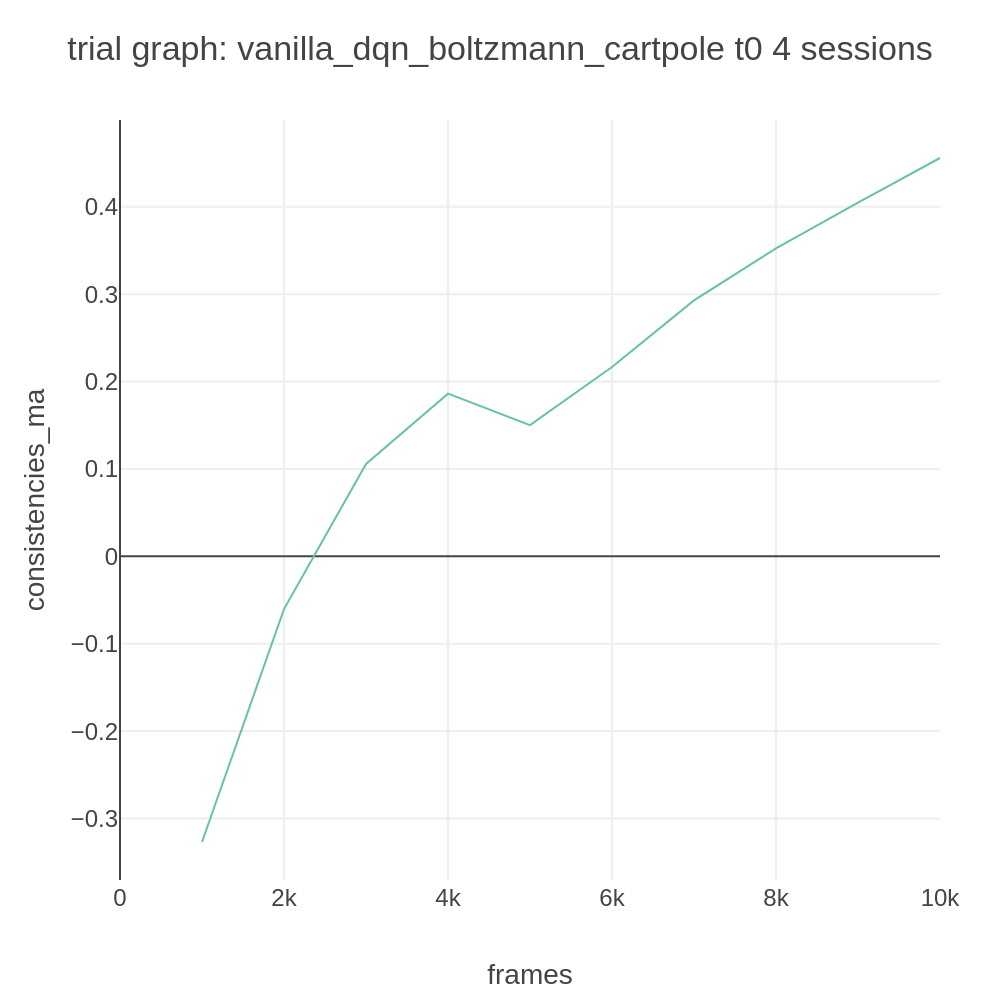 trial graph: vanilla_dqn_boltzmann_cartpole t0 4 sessions
consistencies_ma
0.4
0.3
0.2
0.1
0
−0.1
−0.2
−0.3
0 2k 4k 6k 8k 10k
frames